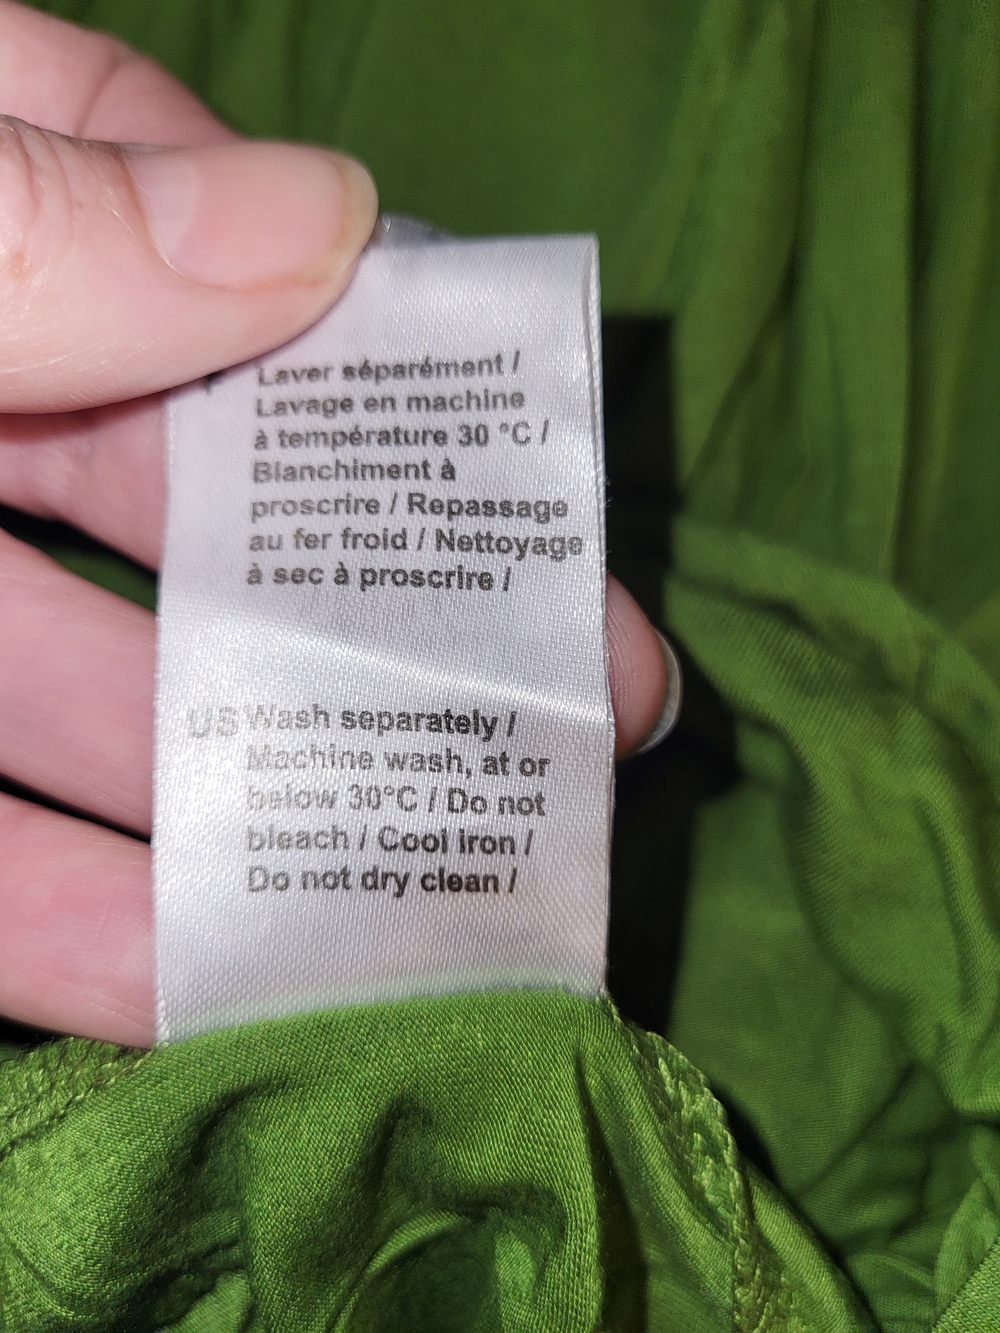 Laver séparément /
Lavage en machine
à température 30 °C /
Blanchiment à
proscrire / Repassage
au fer froid / Nettoyage
à sec à proscrire /
US Wash separately /
Machine wash, at or
below 30°C / Do not
bleach / Cool iron /
Do not dry clean /